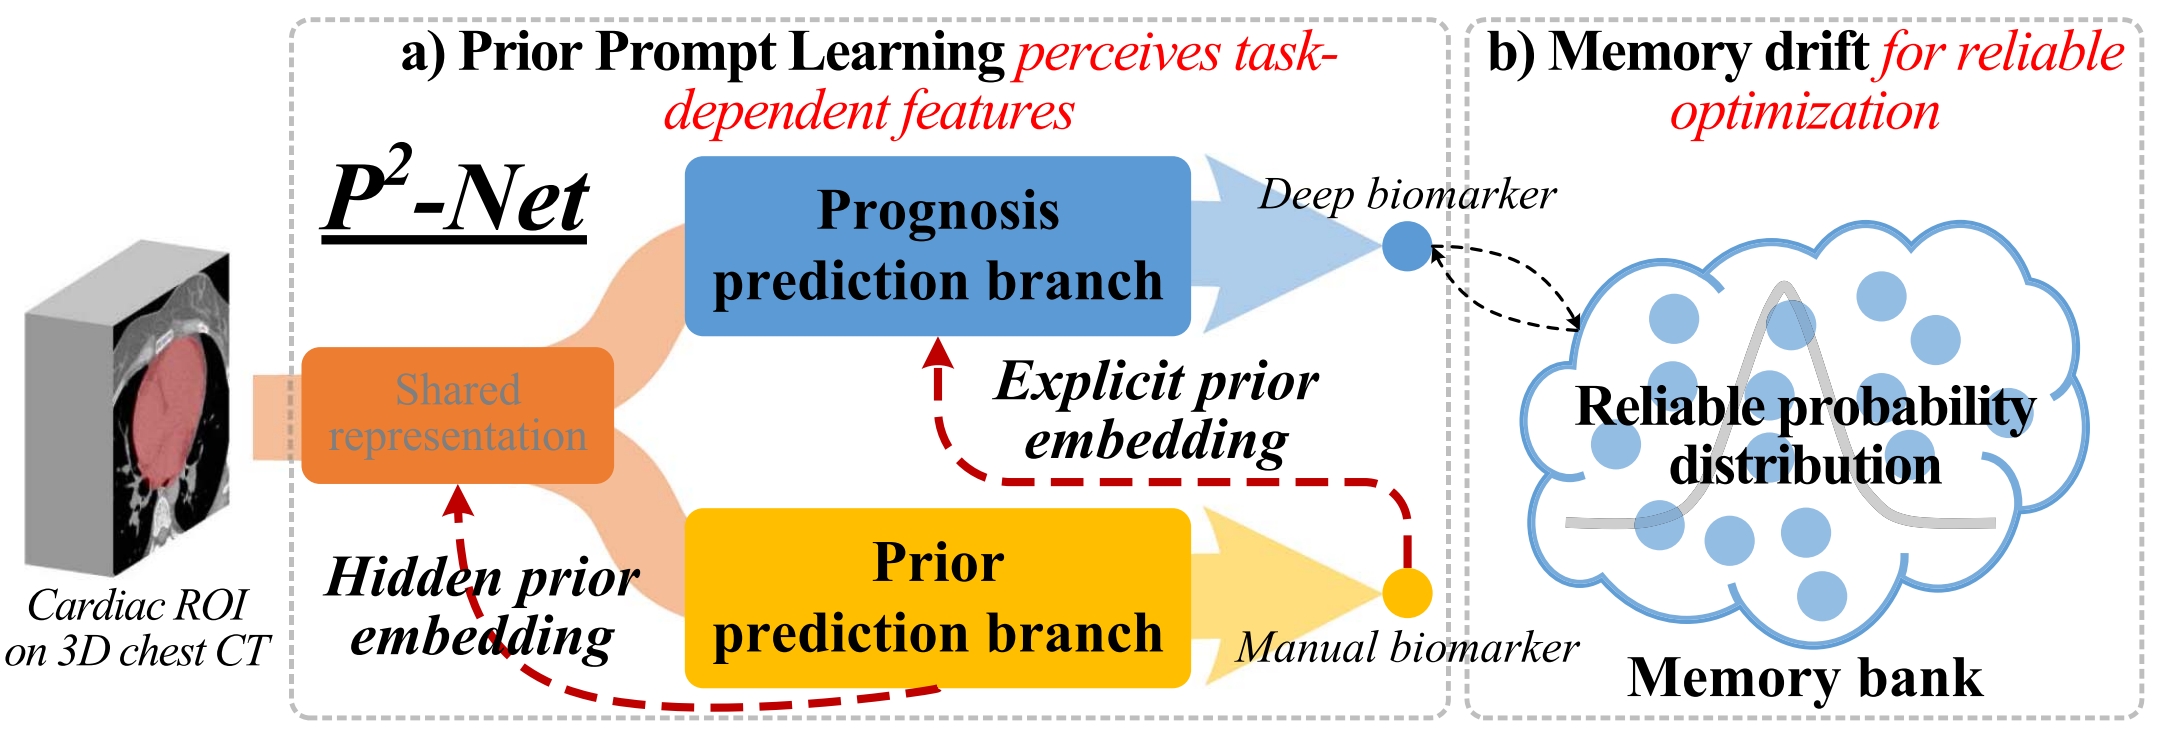 a) Prior Prompt Learning perceives task-
dependent features
b) Memory drift for reliable
optimization
P²-Net
Prognosis
prediction branch
Deep biomarker
Shared
representation
Explicit prior
embedding
Reliable probability
distribution
Hidden prior
embedding
Prior
prediction branch
Manual biomarker
Cardiac ROI
on 3D chest CT
Memory bank